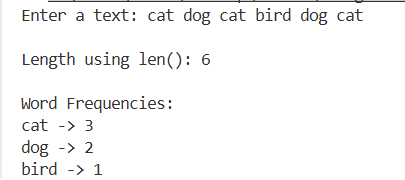 Enter a text: cat dog cat bird dog cat
Length using len(): 6
Word Frequencies:
cat -> 3
dog -> 2
bird -> 1